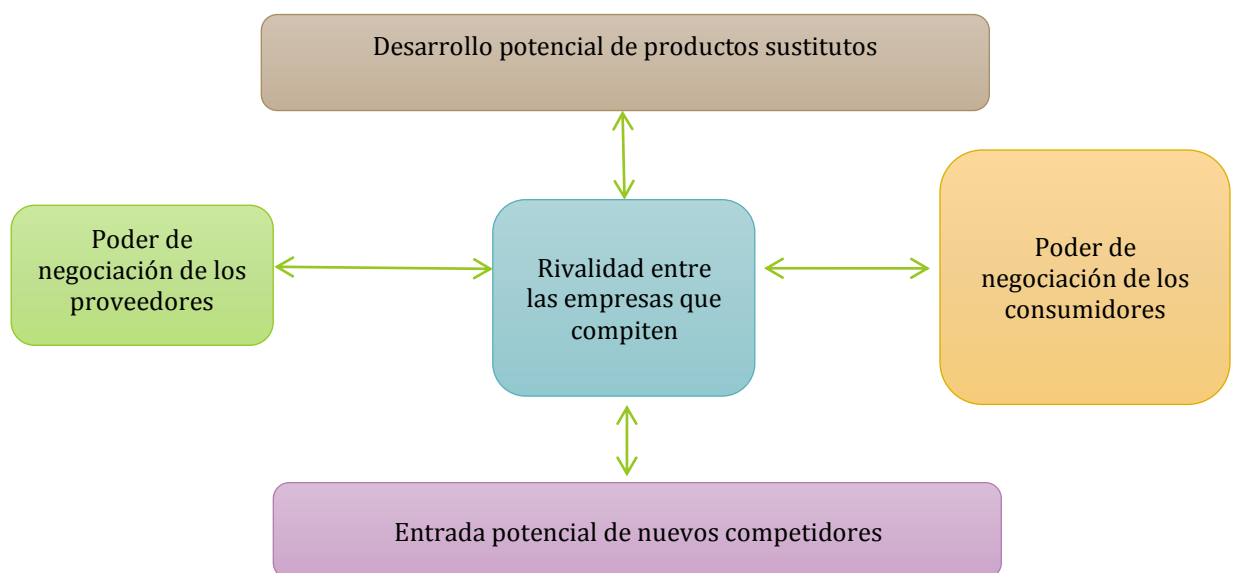 Desarrollo potencial de productos sustitutos
Poder de
negociación de los
proveedores
Rivalidad entre
las empresas que
compiten
Poder de
negociación de los
consumidores
Entrada potencial de nuevos competidores